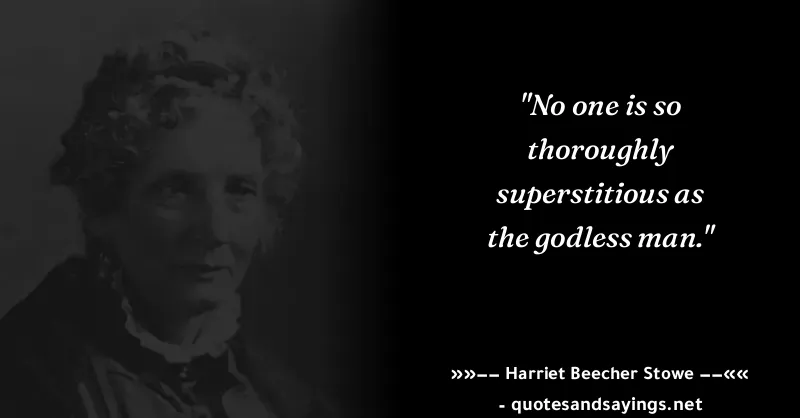 "No one is so
thoroughly
superstitious as
the godless man."
»»–– Harriet Beecher Stowe ––««
- quotesandsayings.net